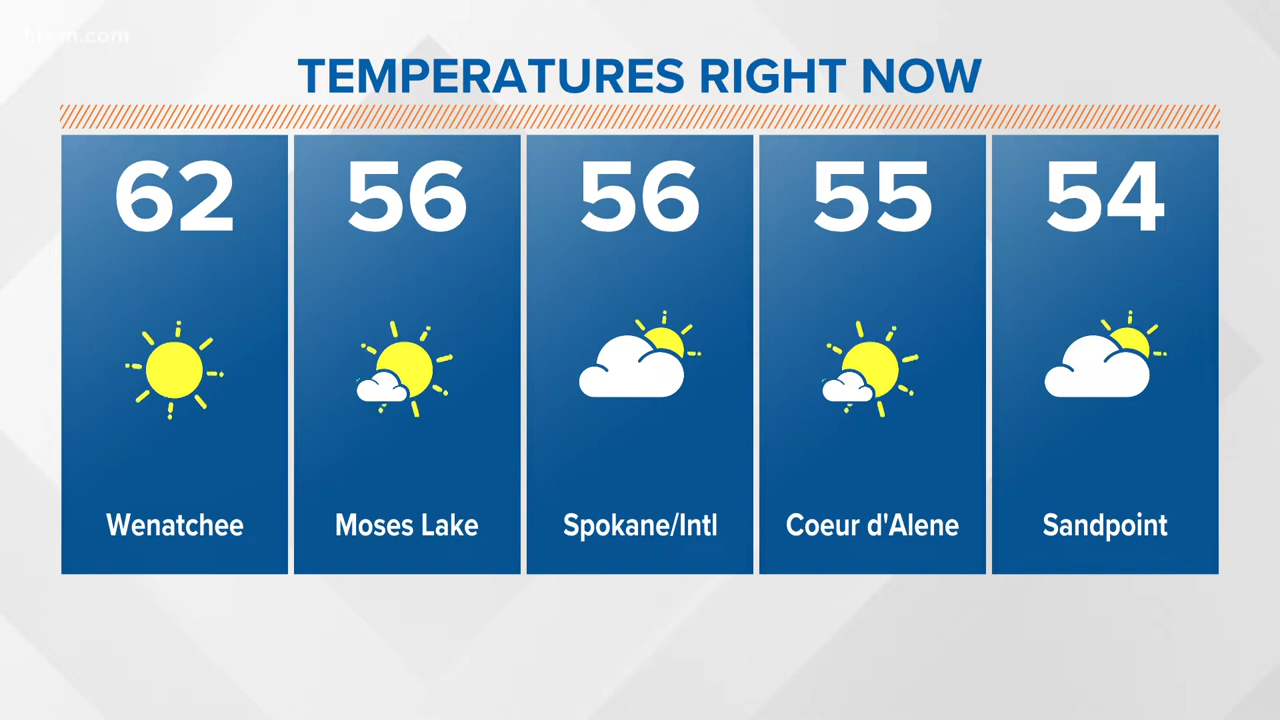 TEMPERATURES RIGHT NOW
62
56
56
55
54
Wenatchee
Moses Lake
Spokane/Intl
Coeur d'Alene
Sandpoint